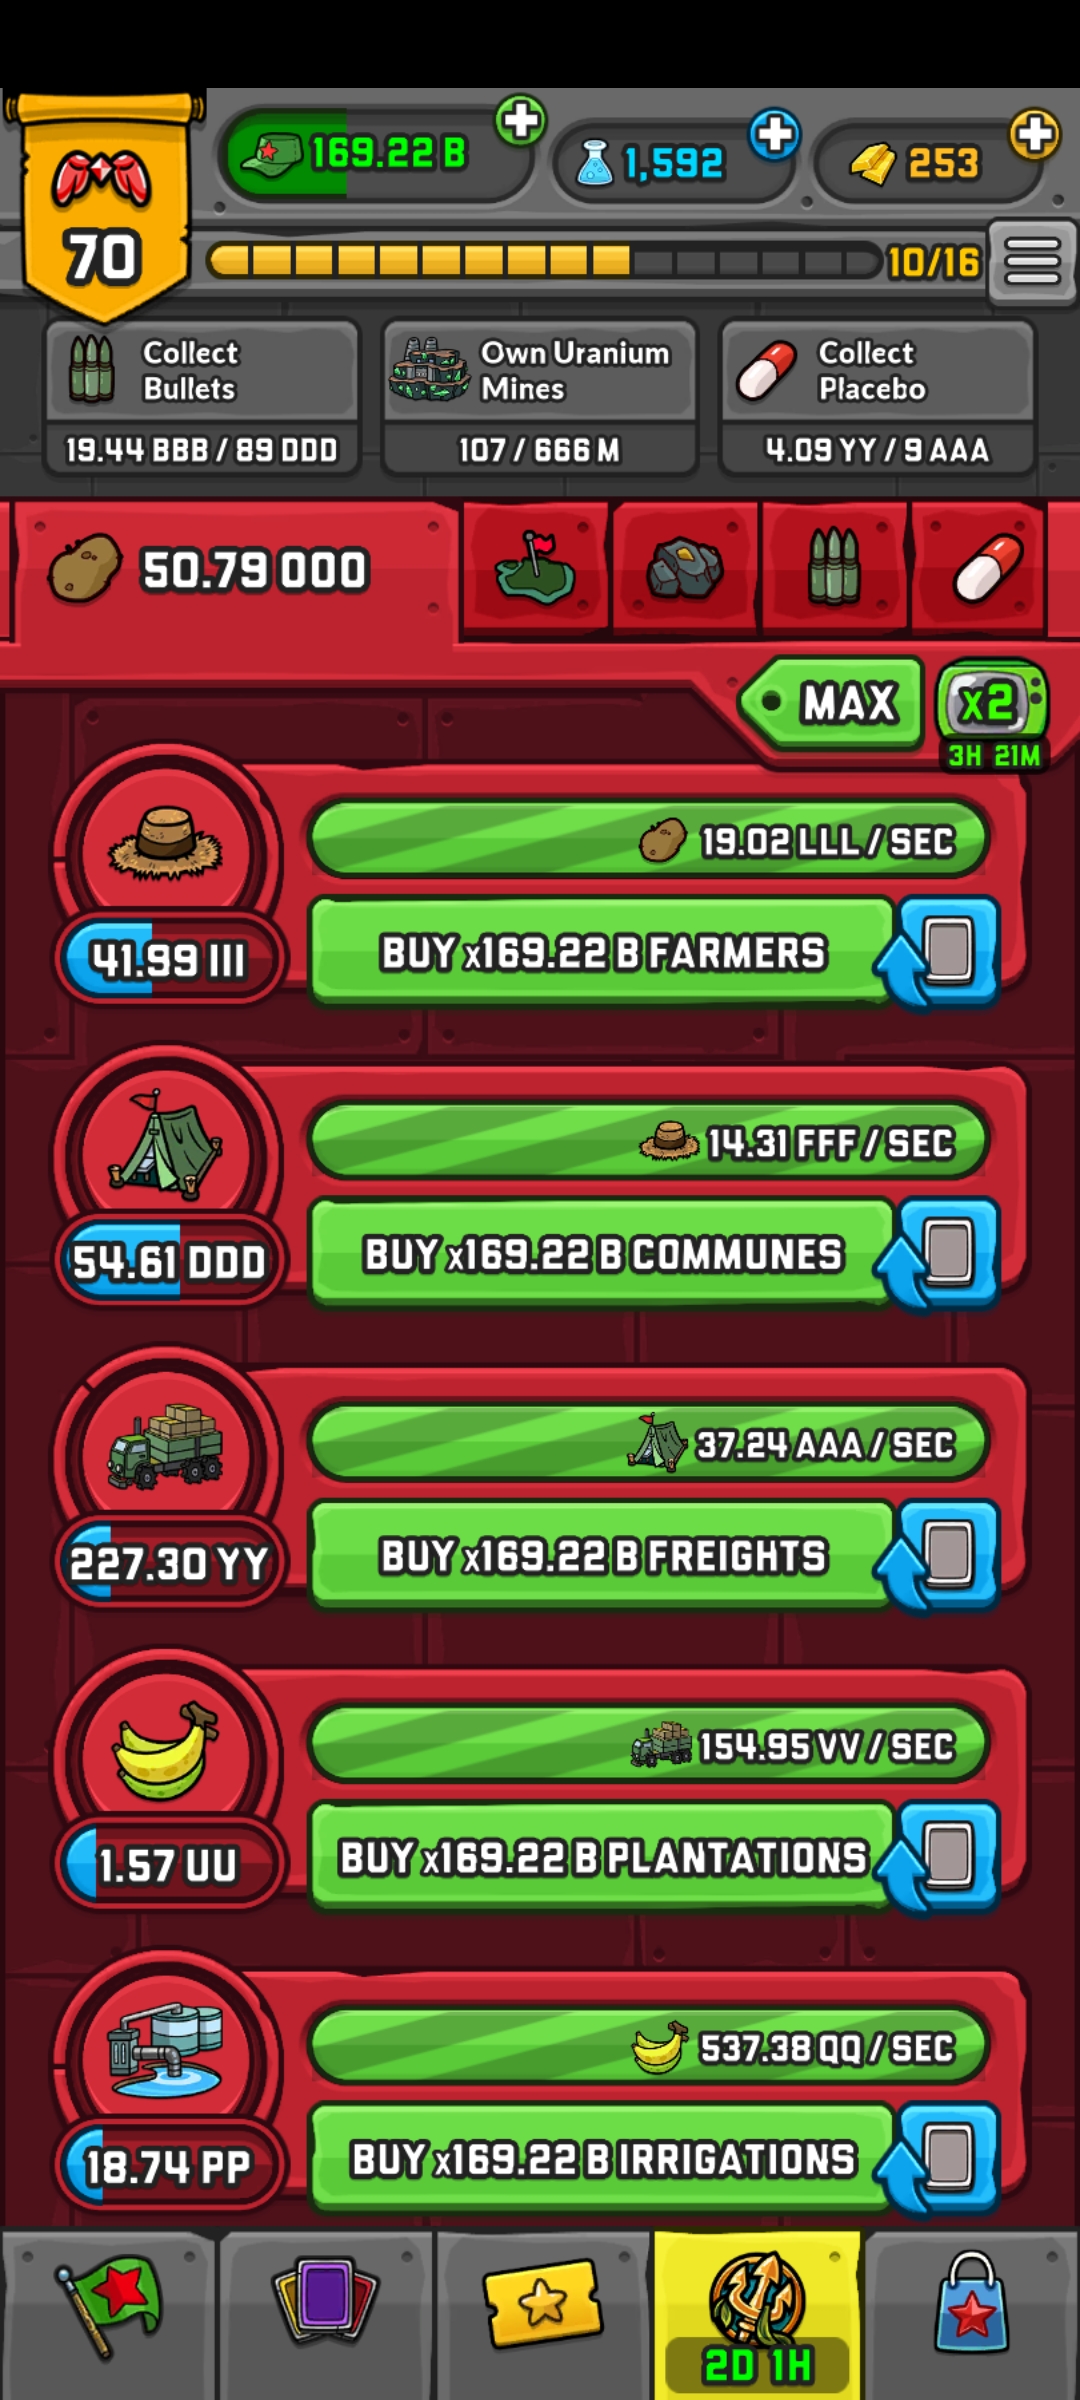 70
169.22 B
1,592
253
10/16
Collect
Bullets
19.44 BBB / 89 DDD
Own Uranium
Mines
107 / 666 M
Collect
Placebo
4.09 YY / 9 AAA
50.79 OOO
MAX
x2
3H 21M
19.02 LLL / SEC
41.99 III
BUY x169.22 B FARMERS
14.31 FFF / SEC
54.61 DDD
BUY x169.22 B COMMUNES
37.24 AAA / SEC
227.30 YY
BUY x169.22 B FREIGHTS
154.95 VV / SEC
1.57 UU
BUY x169.22 B PLANTATIONS
537.38 QQ / SEC
18.74 PP
BUY x169.22 B IRRIGATIONS
2D 1H